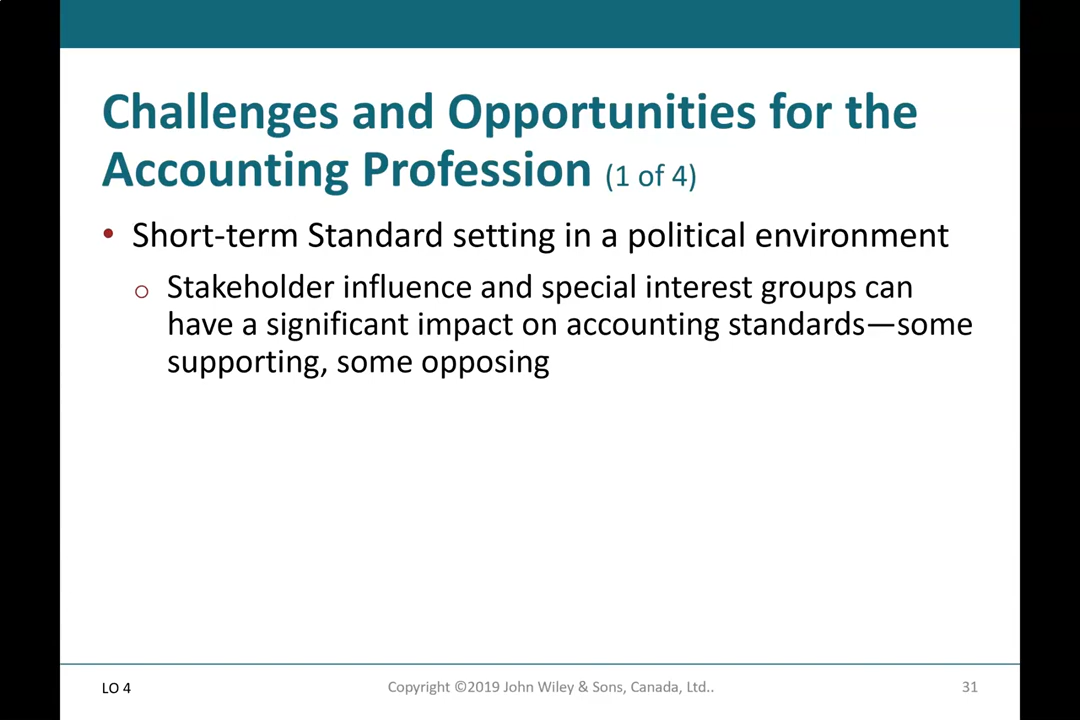 Challenges and Opportunities for the
Accounting Profession (1 of 4)
• Short-term Standard setting in a political environment
o Stakeholder influence and special interest groups can
have a significant impact on accounting standards—some
supporting, some opposing
LO 4
Copyright ©2019 John Wiley & Sons, Canada, Ltd..
31